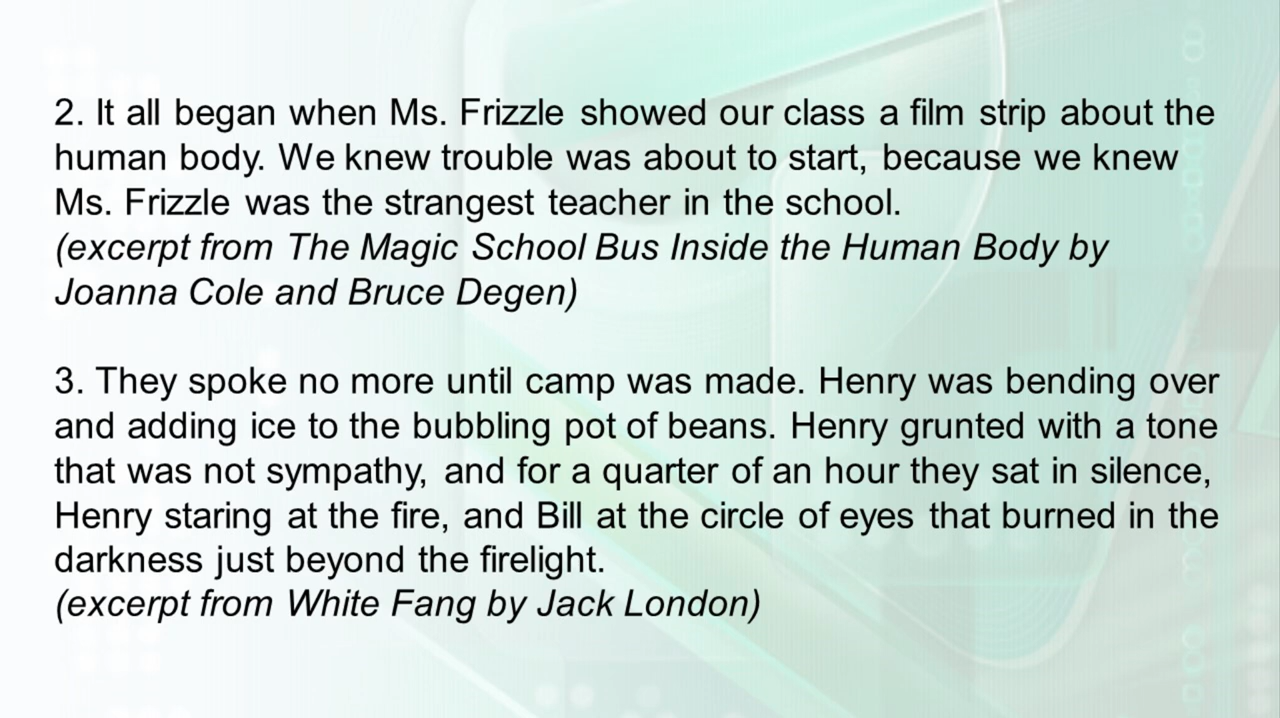 2. It all began when Ms. Frizzle showed our class a film strip about the
human body. We knew trouble was about to start, because we knew
Ms. Frizzle was the strangest teacher in the school.
(excerpt from The Magic School Bus Inside the Human Body by
Joanna Cole and Bruce Degen)
3. They spoke no more until camp was made. Henry was bending over
and adding ice to the bubbling pot of beans. Henry grunted with a tone
that was not sympathy, and for a quarter of an hour they sat in silence,
Henry staring at the fire, and Bill at the circle of eyes that burned in the
darkness just beyond the firelight.
(excerpt from White Fang by Jack London)